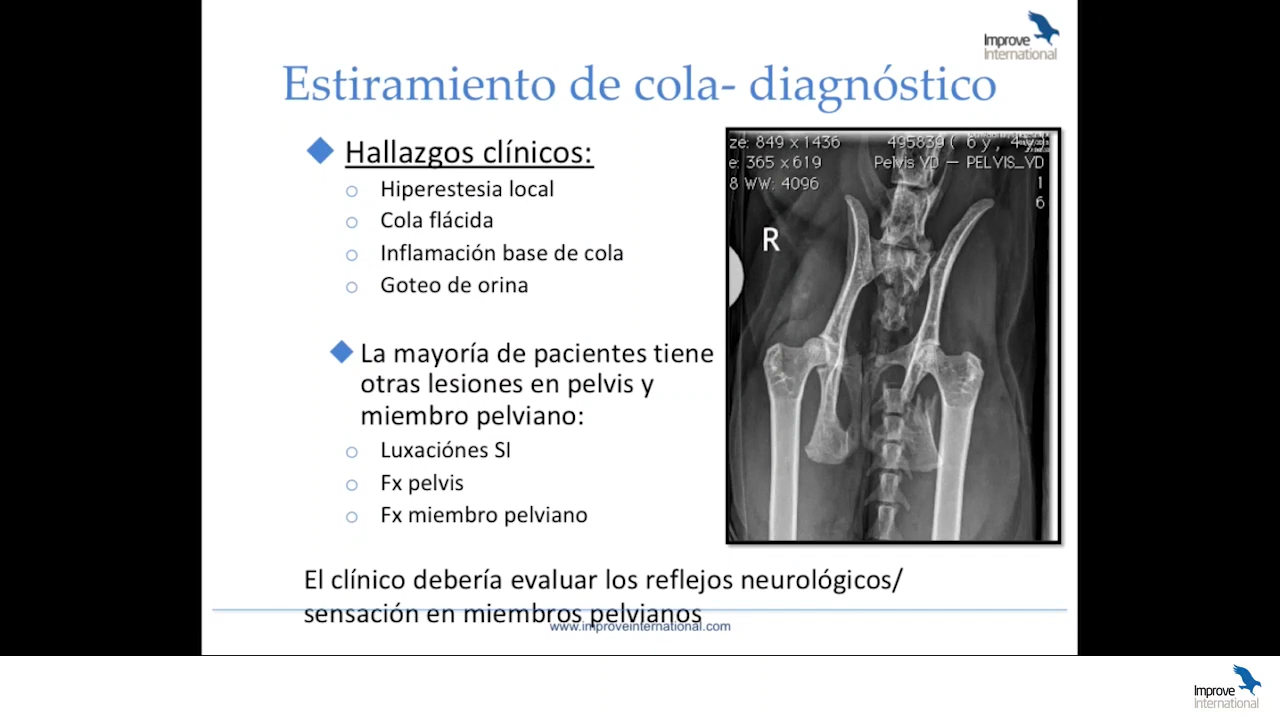 Improve
International
Estiramiento de cola- diagnóstico
Hallazgos clínicos:
Hiperestesia local
Cola flácida
Inflamación base de cola
Goteo de orina
La mayoría de pacientes tiene
otras lesiones en pelvis y
miembro pelviano:
Luxaciónes SI
Fx pelvis
Fx miembro pelviano
ze: 849 x 1436
495839 ( 6 y ,
e: 365 x 619
Pelvis VD — PELVIS_VD
8 WW: 4096
1
6
R
El clínico debería evaluar los reflejos neurológicos/
sensación en miembros pelvianos
www.improveinternational.com
Improve
International